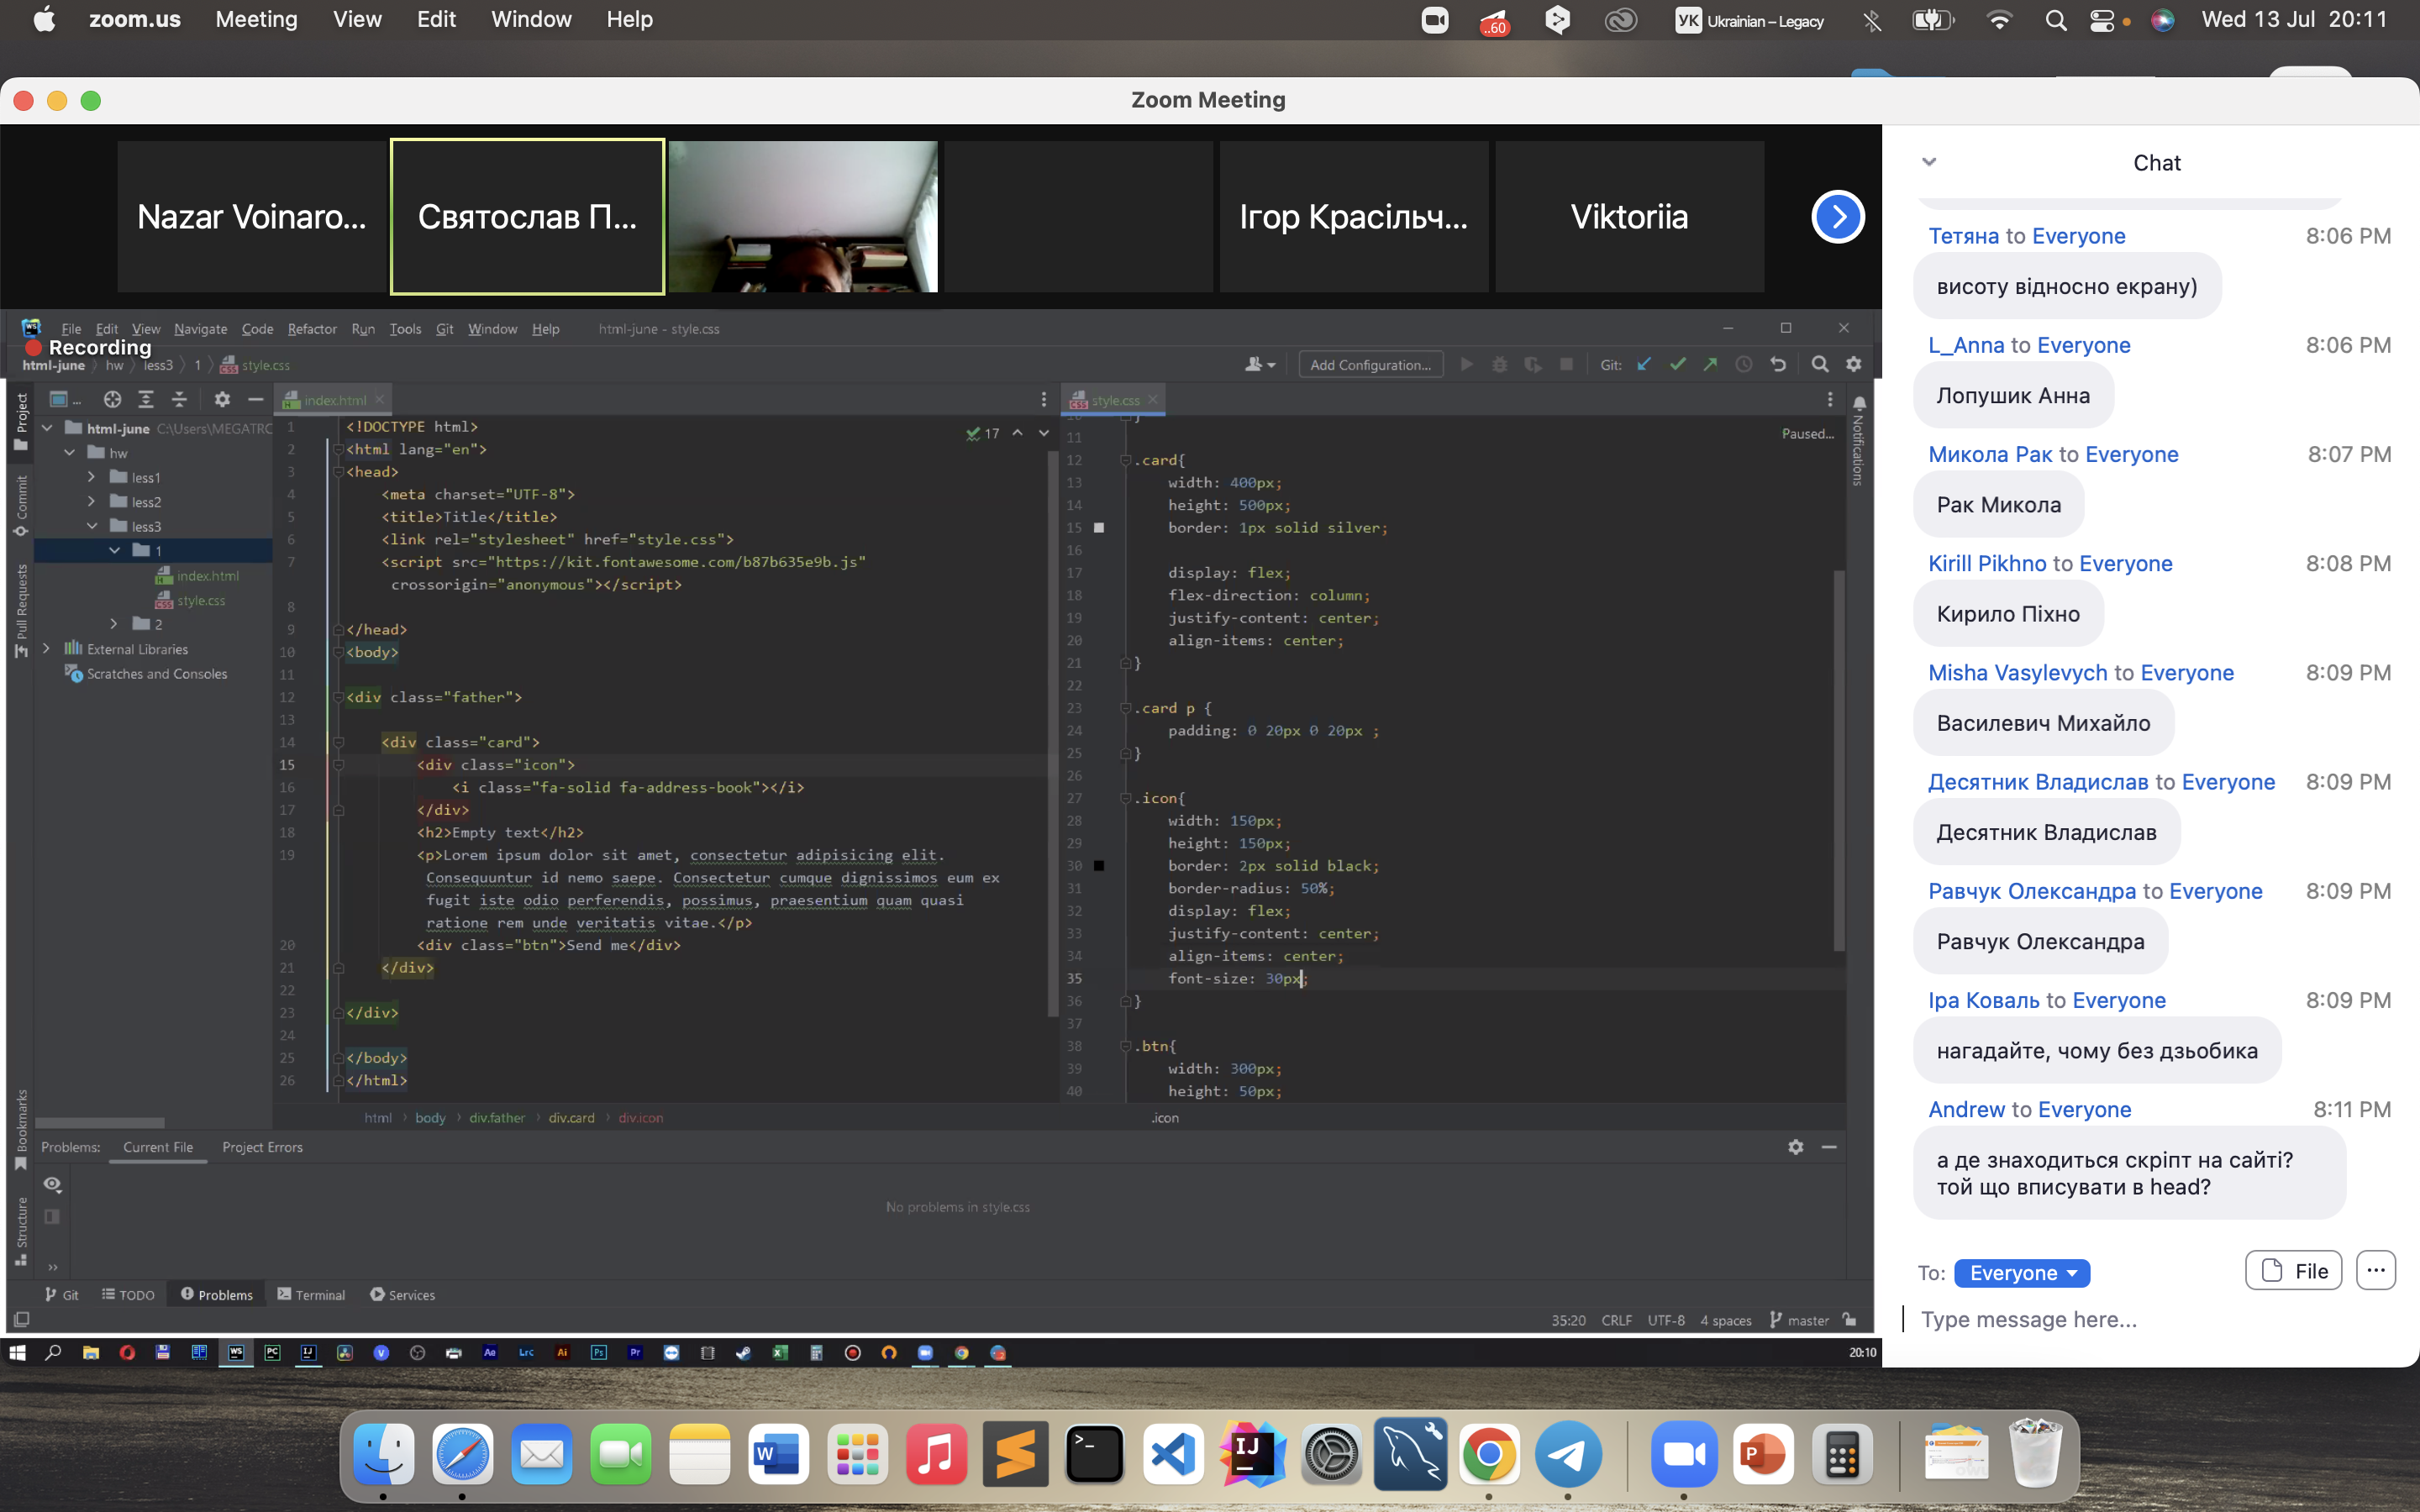 zoom.us Meeting View Edit Window Help
..60 УК Ukrainian – Legacy Wed 13 Jul 20:11
Zoom Meeting
Nazar Voinaro...
Святослав П...
Ігор Красільч...
Viktoriia
WS File Edit View Navigate Code Refactor Run Tools Git Window Help html-june - style.css
Recording
html-june hw less3 1 style.css
Add Configuration... Git:
Project
Commit
Pull Requests
Bookmarks
Structure
Notifications
html-june C:\Users\MEGATRC
hw
less1
less2
less3
1
index.html
style.css
2
External Libraries
Scratches and Consoles
index.html
17
1 <!DOCTYPE html>
2 <html lang="en">
3 <head>
4 <meta charset="UTF-8">
5 <title>Title</title>
6 <link rel="stylesheet" href="style.css">
7 <script src="https://kit.fontawesome.com/b87b635e9b.js"
crossorigin="anonymous"></script>
8
9 </head>
10 <body>
11
12 <div class="father">
13
14 <div class="card">
15 <div class="icon">
16 <i class="fa-solid fa-address-book"></i>
17 </div>
18 <h2>Empty text</h2>
19 <p>Lorem ipsum dolor sit amet, consectetur adipisicing elit.
Consequuntur id nemo saepe. Consectetur cumque dignissimos eum ex
fugit iste odio perferendis, possimus, praesentium quam quasi
ratione rem unde veritatis vitae.</p>
20 <div class="btn">Send me</div>
21 </div>
22
23 </div>
24
25 </body>
26 </html>
html body div.father div.card div.icon
style.css
Paused...
10 }
11
12 .card{
13 width: 400px;
14 height: 500px;
15 border: 1px solid silver;
16
17 display: flex;
18 flex-direction: column;
19 justify-content: center;
20 align-items: center;
21 }
22
23 .card p {
24 padding: 0 20px 0 20px ;
25 }
26
27 .icon{
28 width: 150px;
29 height: 150px;
30 border: 2px solid black;
31 border-radius: 50%;
32 display: flex;
33 justify-content: center;
34 align-items: center;
35 font-size: 30px;
36 }
37
38 .btn{
39 width: 300px;
40 height: 50px;
.icon
Problems: Current File Project Errors
No problems in style.css
Git TODO Problems Terminal Services
35:20 CRLF UTF-8 4 spaces master
WS PC IJ V Ae Lrc Ai Ps Pr X 20:10
Chat
Тетяна to Everyone 8:06 PM
висоту відносно екрану)
L_Anna to Everyone 8:06 PM
Лопушик Анна
Микола Рак to Everyone 8:07 PM
Рак Микола
Kirill Pikhno to Everyone 8:08 PM
Кирило Піхно
Misha Vasylevych to Everyone 8:09 PM
Василевич Михайло
Десятник Владислав to Everyone 8:09 PM
Десятник Владислав
Равчук Олександра to Everyone 8:09 PM
Равчук Олександра
Іра Коваль to Everyone 8:09 PM
нагадайте, чому без дзьобика
Andrew to Everyone 8:11 PM
а де знаходиться скріпт на сайті?
той що вписувати в head?
To: Everyone File
Type message here...
W >_ IJ P